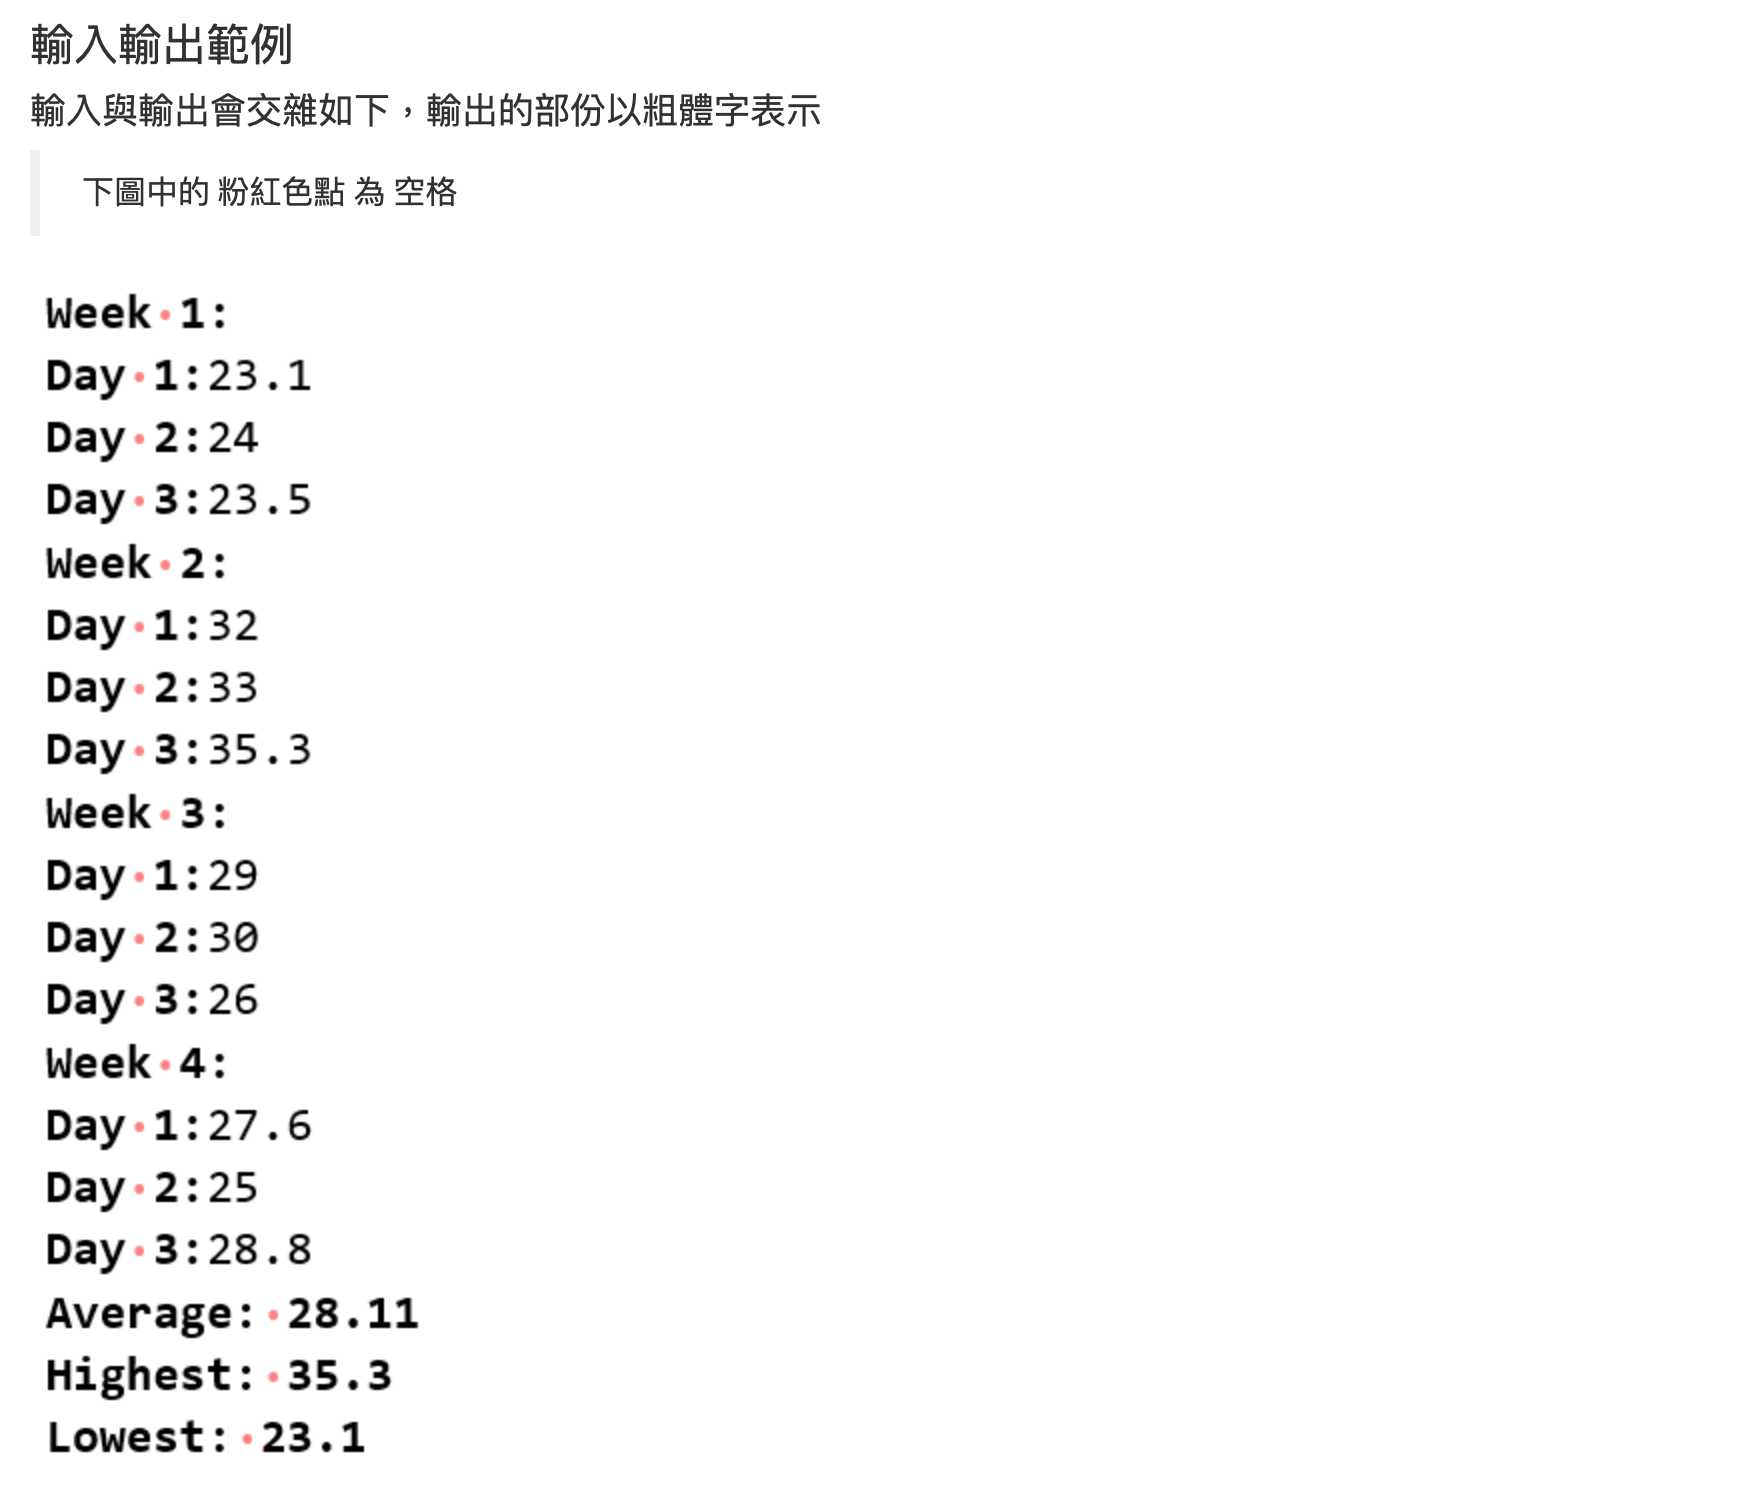 輸入輸出範例
輸入與輸出會交雜如下，輸出的部份以粗體字表示
下圖中的 粉紅色點 為 空格
Week·1:
Day·1:23.1
Day·2:24
Day·3:23.5
Week·2:
Day·1:32
Day·2:33
Day·3:35.3
Week·3:
Day·1:29
Day·2:30
Day·3:26
Week·4:
Day·1:27.6
Day·2:25
Day·3:28.8
Average:·28.11
Highest:·35.3
Lowest:·23.1